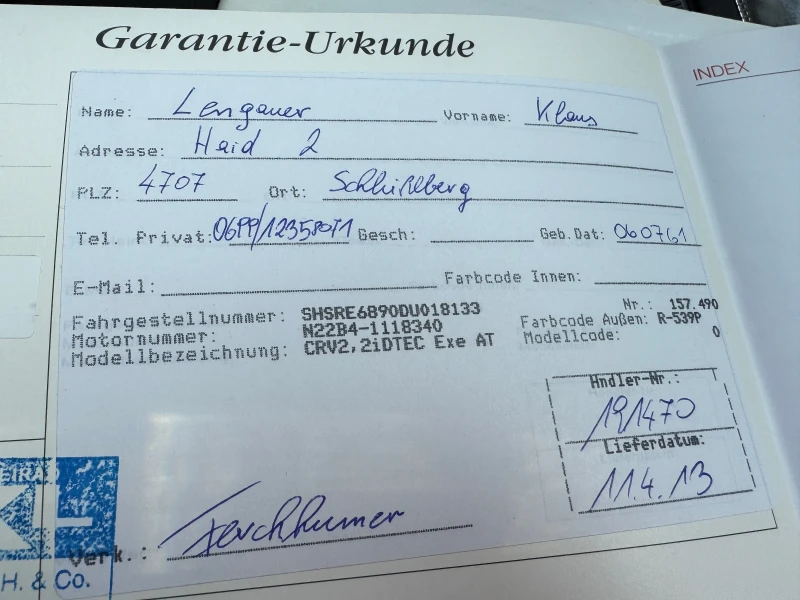 Garantie-Urkunde
INDEX
Name: Lengauer Vorname: Klaus
Adresse: Haid 2
PLZ: 4707 Ort: Schlüßlberg
Tel. Privat: 0699/12358071 Gesch: Geb.Dat: 060761
E-Mail: Farbcode Innen:
Fahrgestellnummer: SHSRE6890DU018133 Nr.: 157.490
Motornummer: N22B4-1118340 Farbcode Außen: R-539P
Modellbezeichnung: CRV2,2iDTEC Exe AT Modellcode: 0
Hndler-Nr.:
191470
Lieferdatum:
11.4.13
Verk.:
H. & Co.